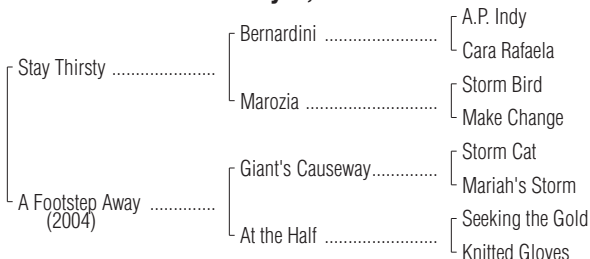 A.P. Indy
Bernardini ......................
Cara Rafaela
Stay Thirsty ....................
Storm Bird
Marozia .........................
Make Change
Storm Cat
Giant's Causeway..............
Mariah's Storm
A Footstep Away .............
(2004)
Seeking the Gold
At the Half ......................
Knitted Gloves